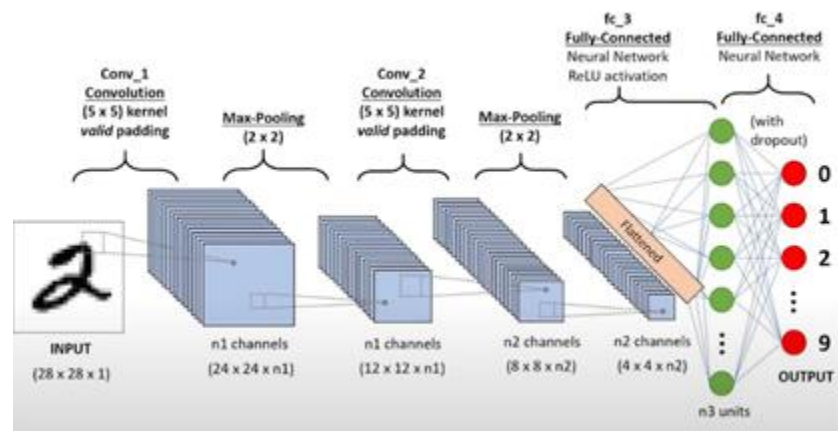 fc_3
Fully-Connected
Neural Network
ReLU activation
fc_4
Fully-Connected
Neural Network
Conv_1
Convolution
(5 x 5) kernel
valid padding
Max-Pooling
(2 x 2)
Conv_2
Convolution
(5 x 5) kernel
valid padding
Max-Pooling
(2 x 2)
(with
dropout)
Flattened
0
1
2
9
2
INPUT
(28 x 28 x 1)
n1 channels
(24 x 24 x n1)
n1 channels
(12 x 12 x n1)
n2 channels
(8 x 8 x n2)
n2 channels
(4 x 4 x n2)
n3 units
OUTPUT